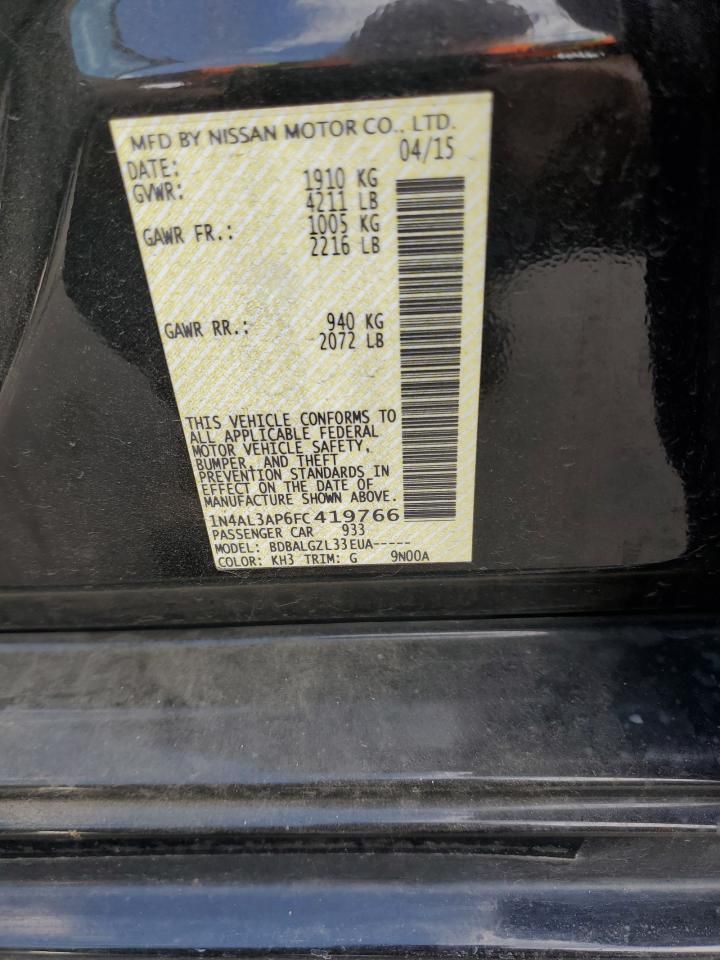 MFD BY NISSAN MOTOR CO., LTD.
DATE: 04/15
GVWR: 1910 KG
4211 LB
GAWR FR.: 1005 KG
2216 LB
GAWR RR.: 940 KG
2072 LB
THIS VEHICLE CONFORMS TO
ALL APPLICABLE FEDERAL
MOTOR VEHICLE SAFETY,
BUMPER, AND THEFT
PREVENTION STANDARDS IN
EFFECT ON THE DATE OF
MANUFACTURE SHOWN ABOVE.
1N4AL3AP6FC419766
PASSENGER CAR 933
MODEL: BDBALGZL33EUA-----
COLOR: KH3 TRIM: G 9N00A